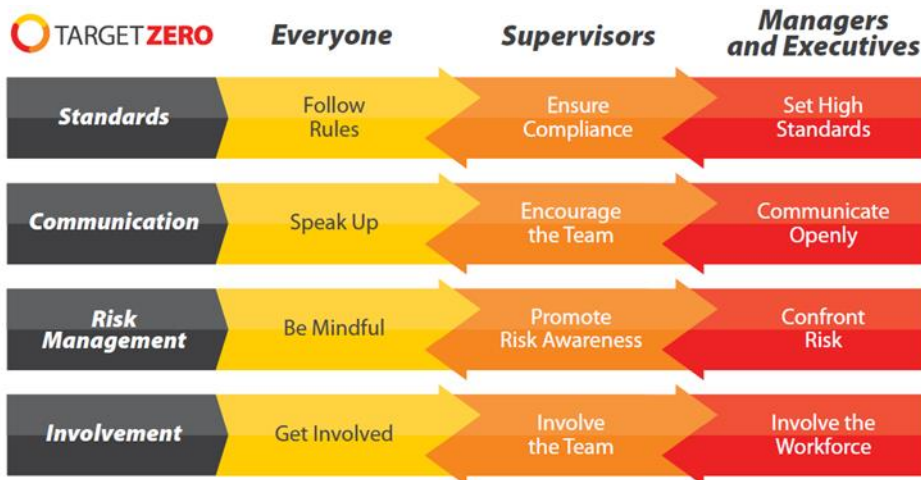 TARGET ZERO
Everyone
Supervisors
Managers
and Executives
Standards
Follow
Rules
Ensure
Compliance
Set High
Standards
Communication
Speak Up
Encourage
the Team
Communicate
Openly
Risk
Management
Be Mindful
Promote
Risk Awareness
Confront
Risk
Involvement
Get Involved
Involve
the Team
Involve the
Workforce